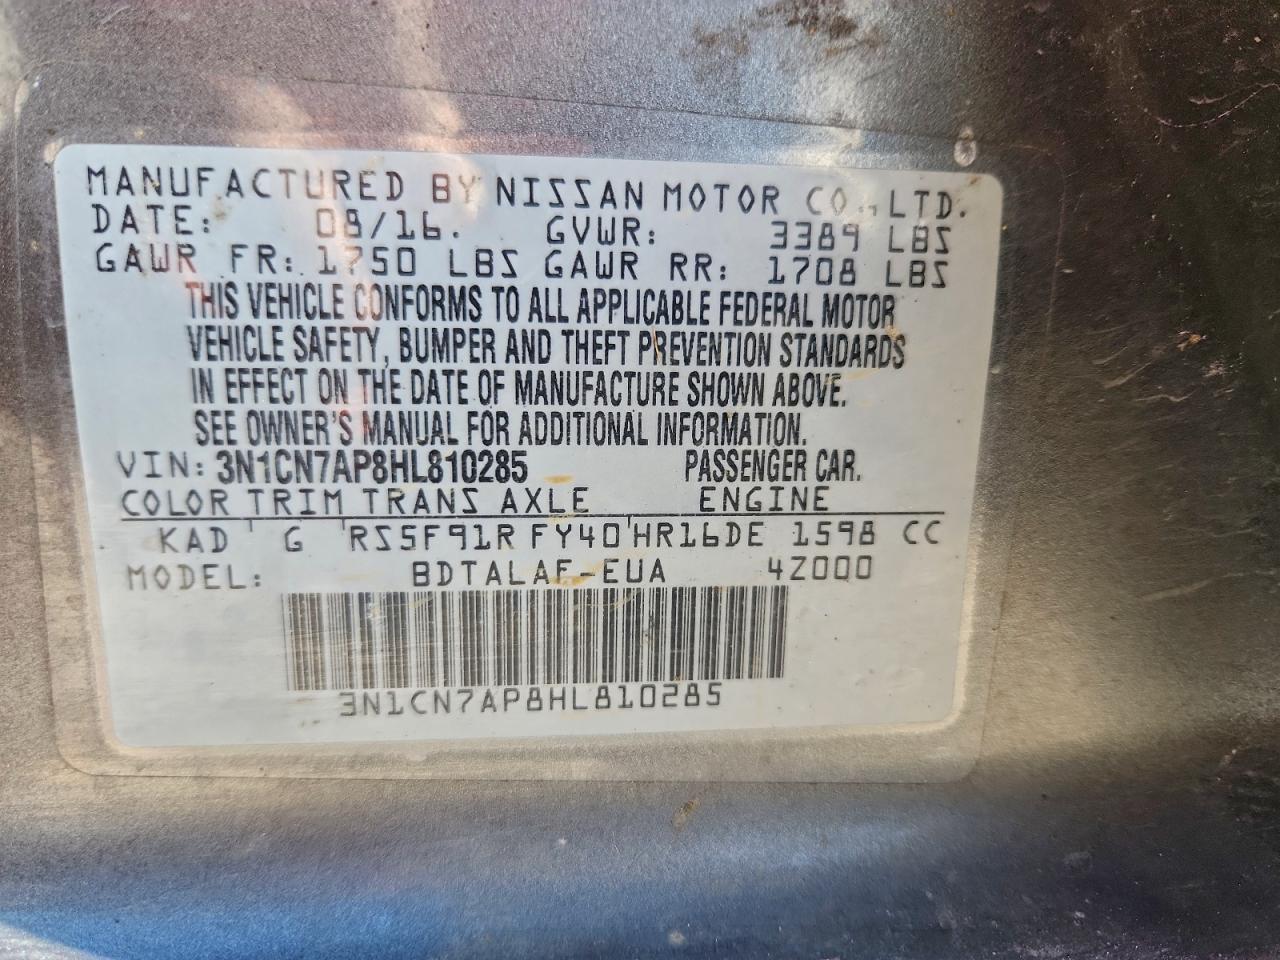 MANUFACTURED BY NISSAN MOTOR CO., LTD.
DATE: 08/16. GVWR: 3389 LBS
GAWR FR: 1750 LBS GAWR RR: 1708 LBS
THIS VEHICLE CONFORMS TO ALL APPLICABLE FEDERAL MOTOR
VEHICLE SAFETY, BUMPER AND THEFT PREVENTION STANDARDS
IN EFFECT ON THE DATE OF MANUFACTURE SHOWN ABOVE.
SEE OWNER'S MANUAL FOR ADDITIONAL INFORMATION.
VIN: 3N1CN7AP8HL810285 PASSENGER CAR.
COLOR TRIM TRANS AXLE ENGINE
KAD G RS5F91R FY40 HR16DE 1598 CC
MODEL: BDTALAF-EUA 4Z000
3N1CN7AP8HL810285